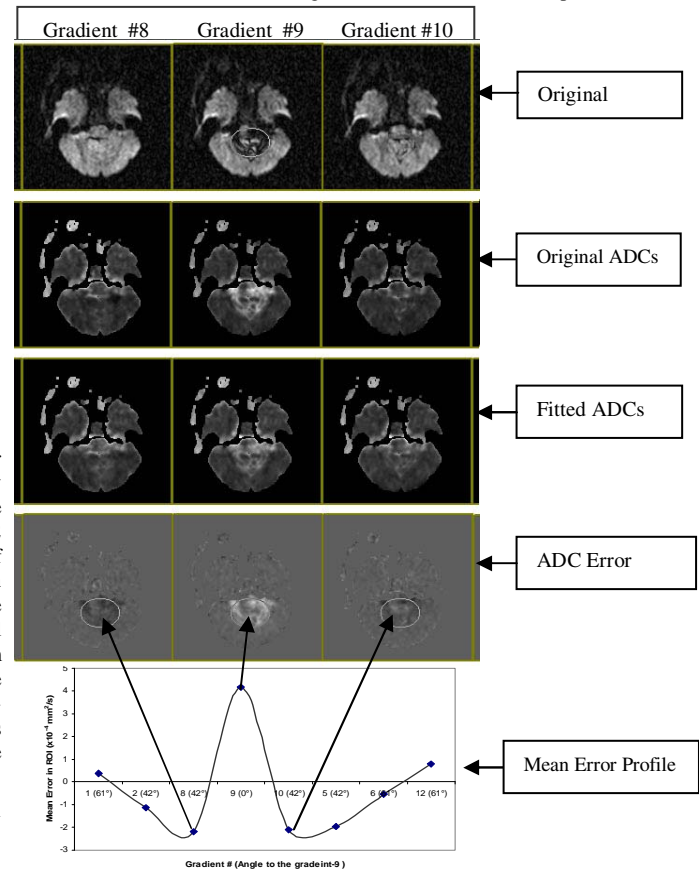 Gradient #8 Gradient #9 Gradient #10
Original
Original ADCs
Fitted ADCs
ADC Error
Mean Error Profile
Mean Error in ROI (x10⁻⁴ mm²/s)
5
4
3
2
1
0
-1
-2
-3
1 (61°) 2 (42°) 8 (42°) 9 (0°) 10 (42°) 5 (42°) 12 (61°)
Gradient # (Angle to the gradeint-9 )